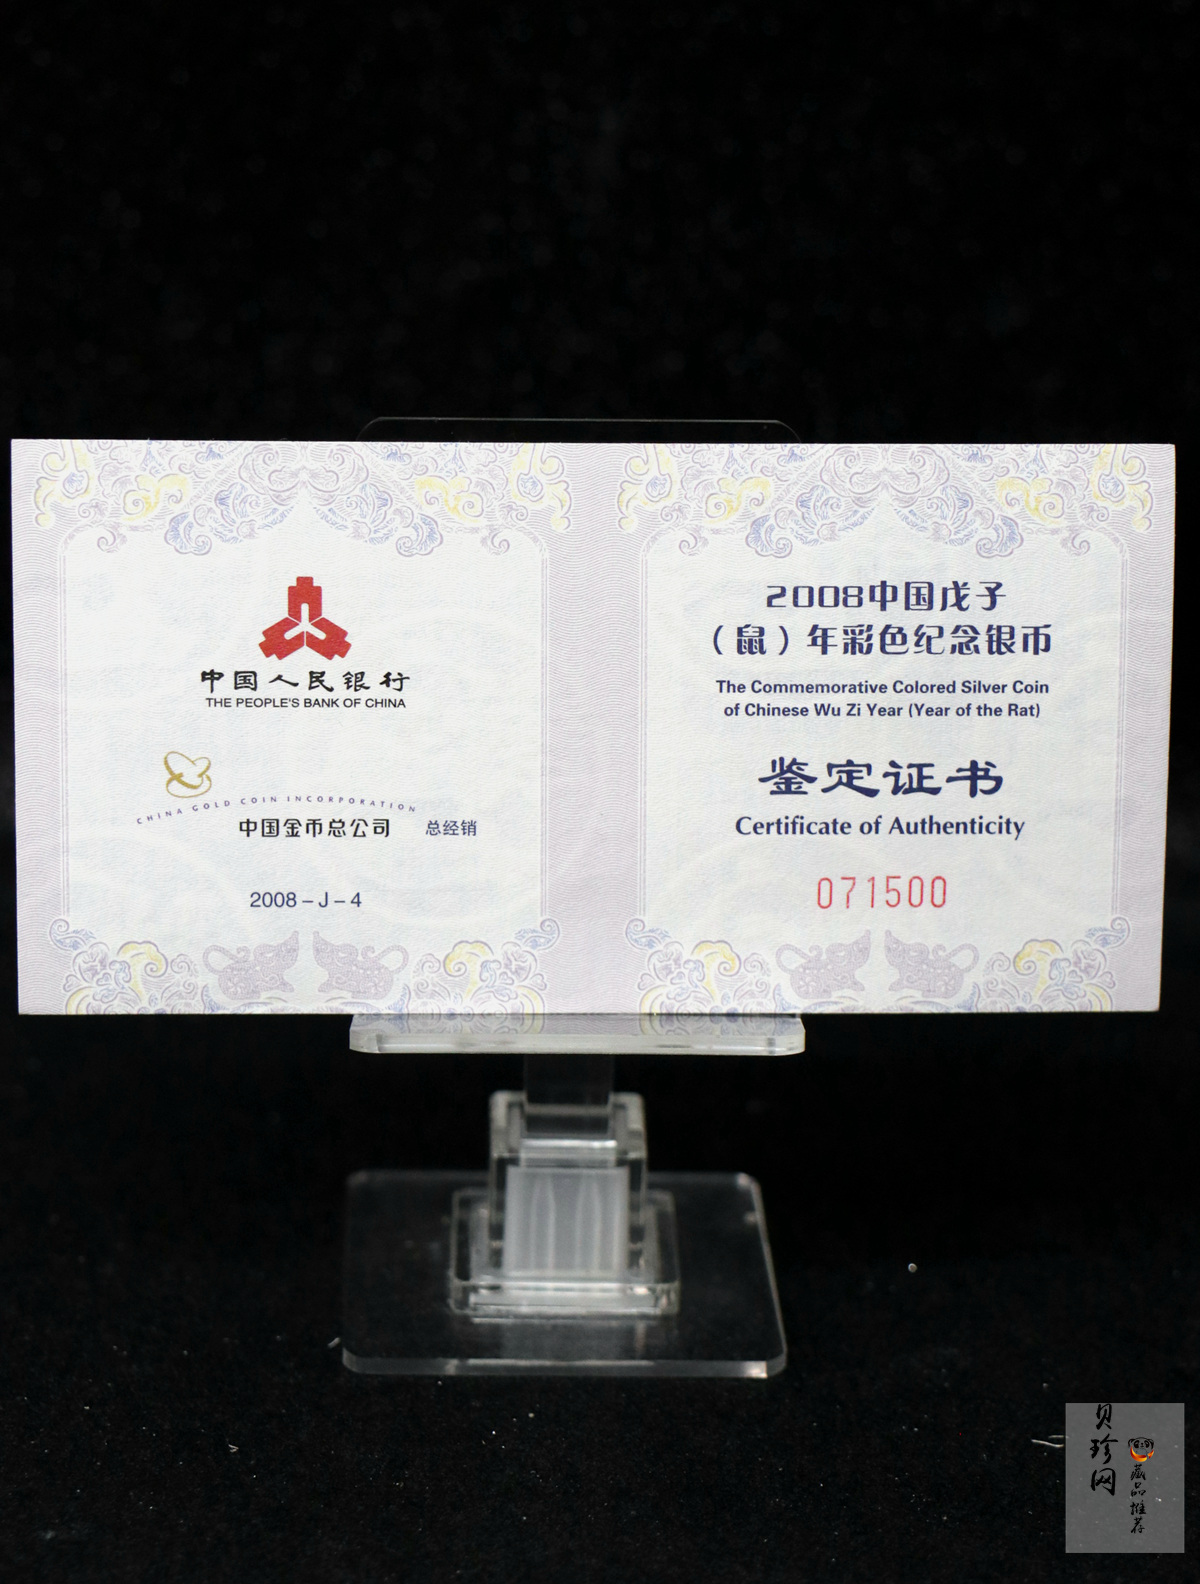 中国人民银行
THE PEOPLE'S BANK OF CHINA
CHINA GOLD COIN INCORPORATION
中国金币总公司 总经销
2008 – J – 4
2008中国戊子
（鼠）年彩色纪念银币
The Commemorative Colored Silver Coin
of Chinese Wu Zi Year (Year of the Rat)
鉴定证书
Certificate of Authenticity
071500
贝珍网
藏品推荐